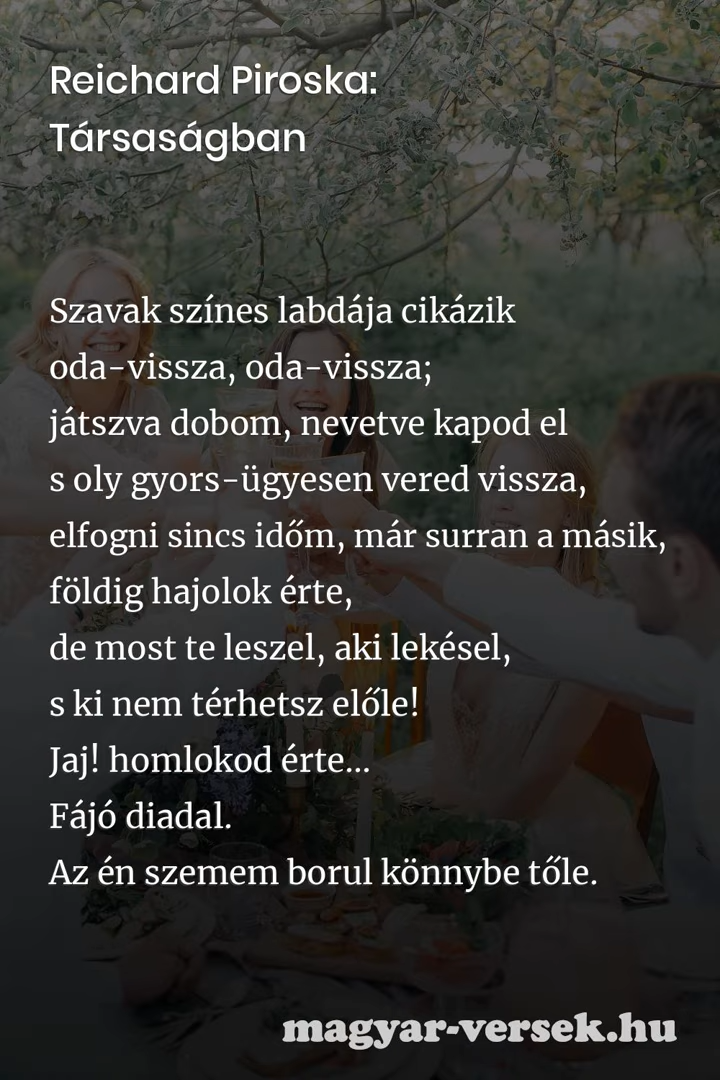 Reichard Piroska:
Társaságban
Szavak színes labdája cikázik
oda-vissza, oda-vissza;
játszva dobom, nevetve kapod el
s oly gyors-ügyesen vered vissza,
elfogni sincs időm, már surran a másik,
földig hajolok érte,
de most te leszel, aki lekésel,
s ki nem térhetsz előle!
Jaj! homlokod érte...
Fájó diadal.
Az én szemem borul könnybe tőle.
magyar-versek.hu